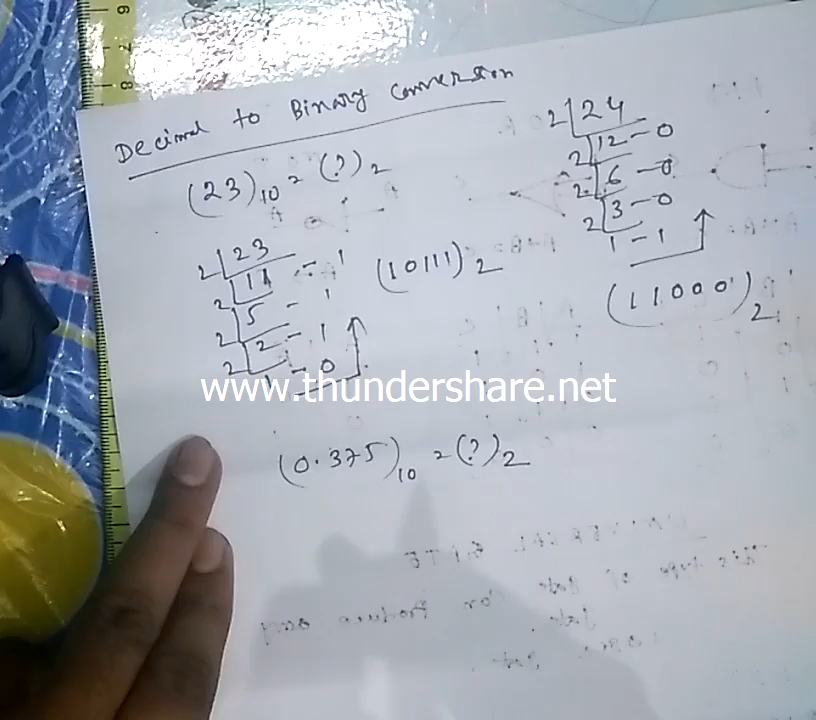 Decimal to Binary Conversion
(23)10 = (?)2
2 23
2 11 - 1
2 5 - 1
2 2 - 1
1 - 0
(10111)2
2 24
2 12 - 0
2 6 - 0
2 3 - 0
1 - 1
(11000)2
www.thundershare.net
(0.375)10 = (?)2